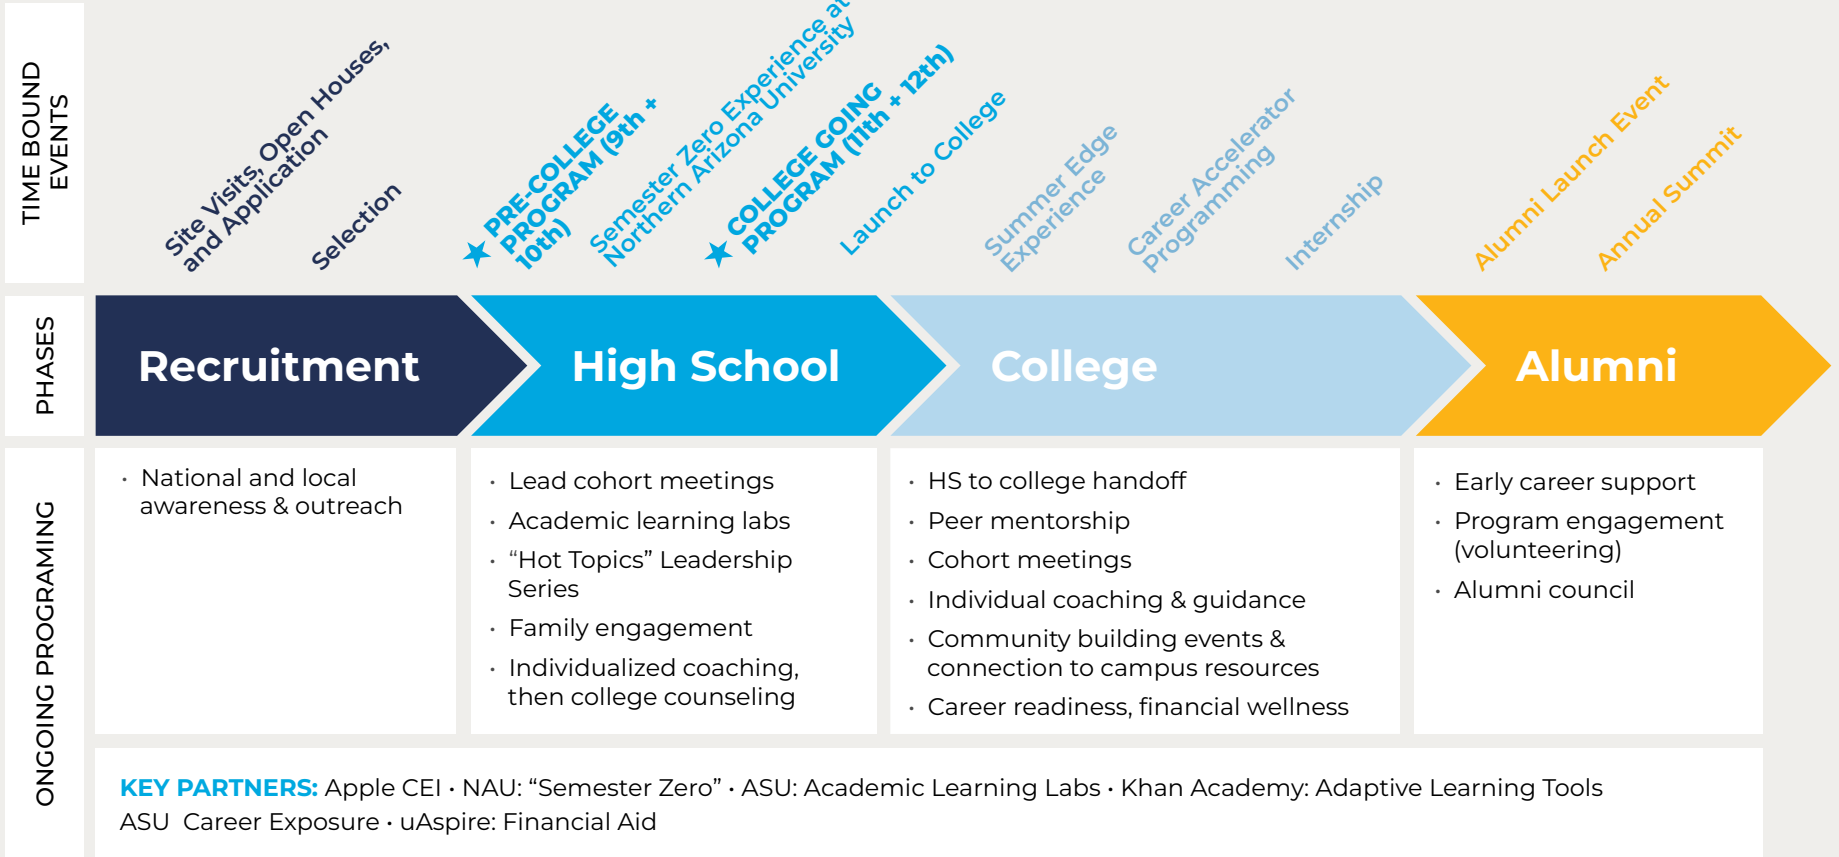 TIME BOUND
EVENTS
Site Visits, Open Houses,
and Application
Selection
★ PRE-COLLEGE
PROGRAM (9th +
10th)
Semester Zero Experience at
Northern Arizona University
★ COLLEGE GOING
PROGRAM (11th + 12th)
Launch to College
Summer Edge
Experience
Career Accelerator
Programming
Internship
Alumni Launch Event
Annual Summit
PHASES
Recruitment
High School
College
Alumni
ONGOING PROGRAMING
· National and local
awareness & outreach
· Lead cohort meetings
· Academic learning labs
· “Hot Topics” Leadership
Series
· Family engagement
· Individualized coaching,
then college counseling
· HS to college handoff
· Peer mentorship
· Cohort meetings
· Individual coaching & guidance
· Community building events &
connection to campus resources
· Career readiness, financial wellness
· Early career support
· Program engagement
(volunteering)
· Alumni council
KEY PARTNERS: Apple CEI · NAU: “Semester Zero” · ASU: Academic Learning Labs · Khan Academy: Adaptive Learning Tools
ASU Career Exposure · uAspire: Financial Aid